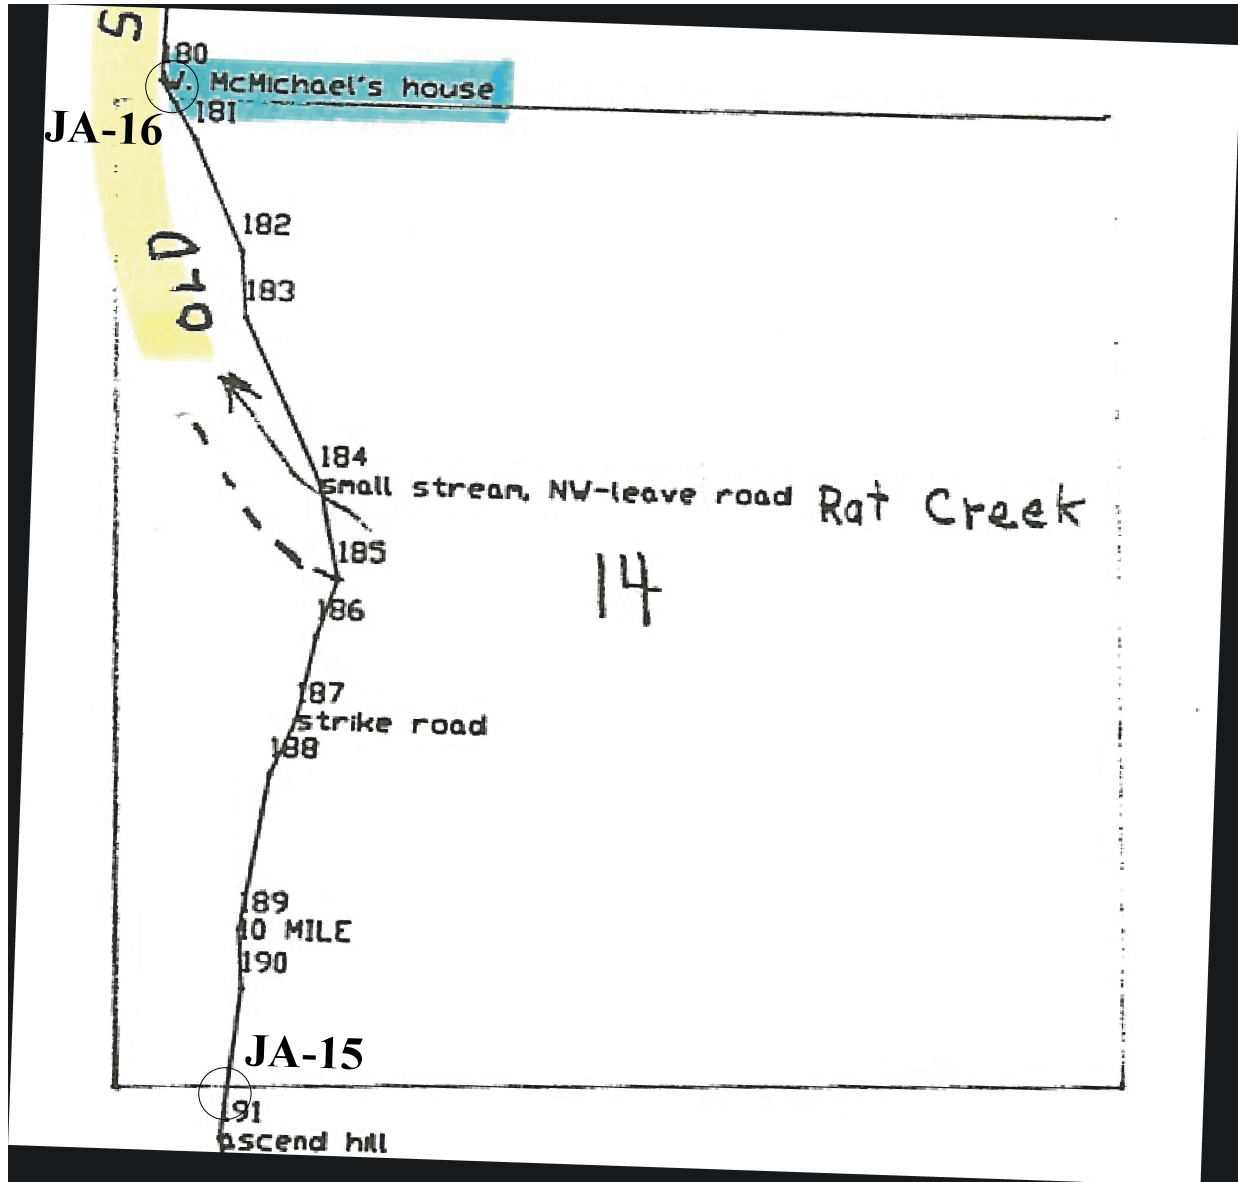 S
180
W. McMichael's house
181
JA-16
182
OLD
183
184
small stream, NW-leave road Rat Creek
185
14
186
187
strike road
188
189
10 MILE
190
JA-15
191
ascend hill